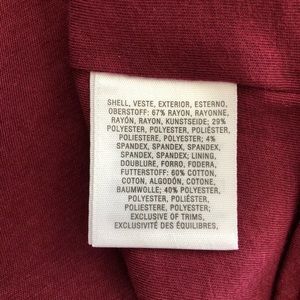 SHELL, VESTE, EXTERIOR, ESTERNO,
OBERSTOFF: 67% RAYON, RAYONNE,
RAYÓN, RAYON, KUNSTSEIDE; 29%
POLYESTER, POLYESTER, POLIÉSTER,
POLIESTERE, POLYESTER; 4%
SPANDEX, SPANDEX, SPANDEX,
SPANDEX, SPANDEX; LINING,
DOUBLURE, FORRO, FODERA,
FUTTERSTOFF: 60% COTTON,
COTON, ALGODÓN, COTONE,
BAUMWOLLE; 40% POLYESTER,
POLYESTER, POLIÉSTER,
POLIESTERE, POLYESTER;
EXCLUSIVE OF TRIMS,
EXCLUSIVITÉ DES ÉQUILIBRES,